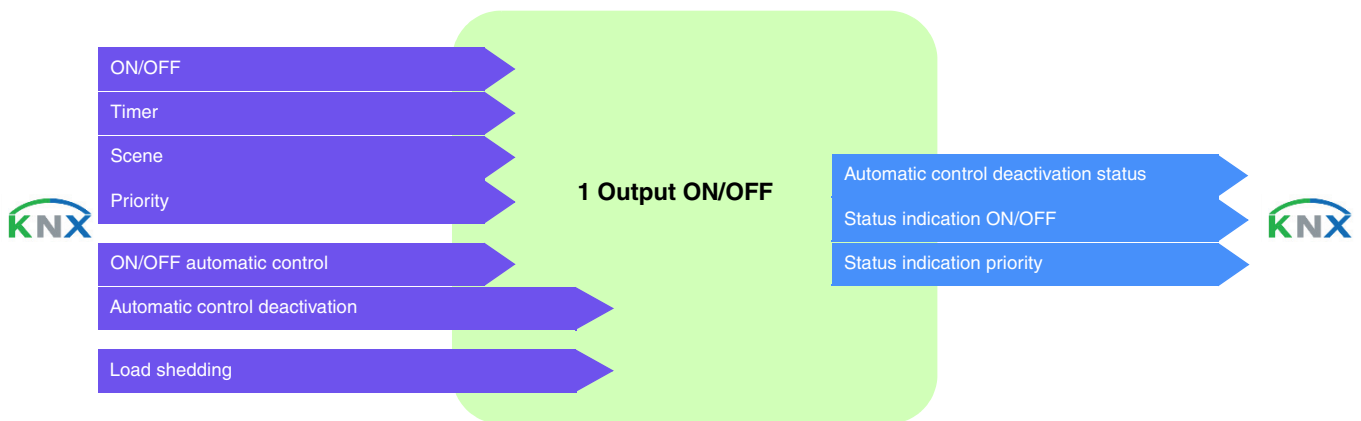 ON/OFF
Timer
Scene
Priority
KNX
ON/OFF automatic control
Automatic control deactivation
Load shedding
1 Output ON/OFF
Automatic control deactivation status
Status indication ON/OFF
Status indication priority
KNX